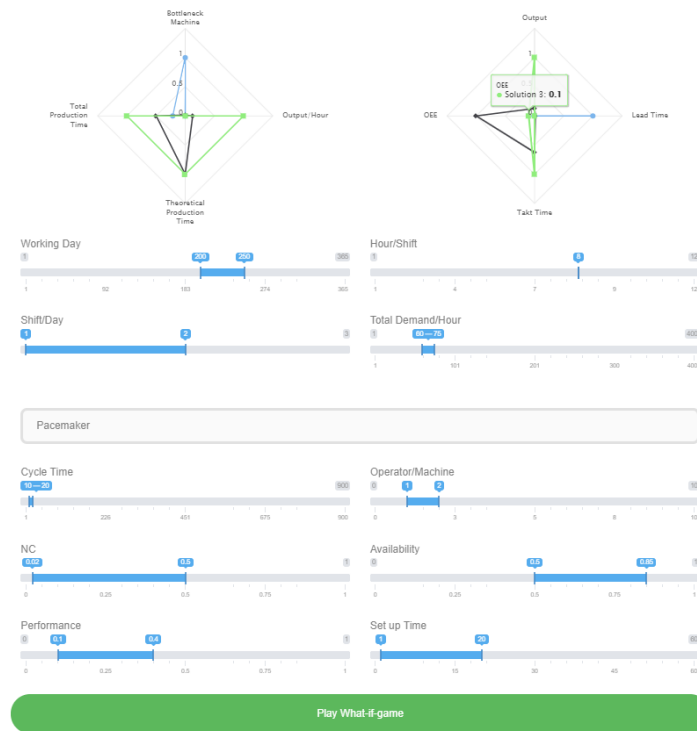 Bottleneck
Machine
1
0.5
0
Total
Production
Time
Output/Hour
Theoretical
Production
Time
Output
1
OEE
Solution 3: 0.1
OEE
Lead Time
Takt Time
Working Day
1 200 250 365
1 92 183 274 365
Hour/Shift
1 8 12
1 4 7 9 12
Shift/Day
1 2 3
Total Demand/Hour
1 60 — 75 400
1 101 201 300 400
Pacemaker
Cycle Time
10 — 20 900
1 226 451 675 900
Operator/Machine
0 1 2 10
0 3 5 8 10
NC
0.02 0.5 1
0 0.25 0.5 0.75 1
Availability
0 0.5 0.85 1
0 0.25 0.5 0.75 1
Performance
0 0.1 0.4 1
0 0.25 0.5 0.75 1
Set up Time
1 20 60
0 15 30 45 60
Play What-if-game